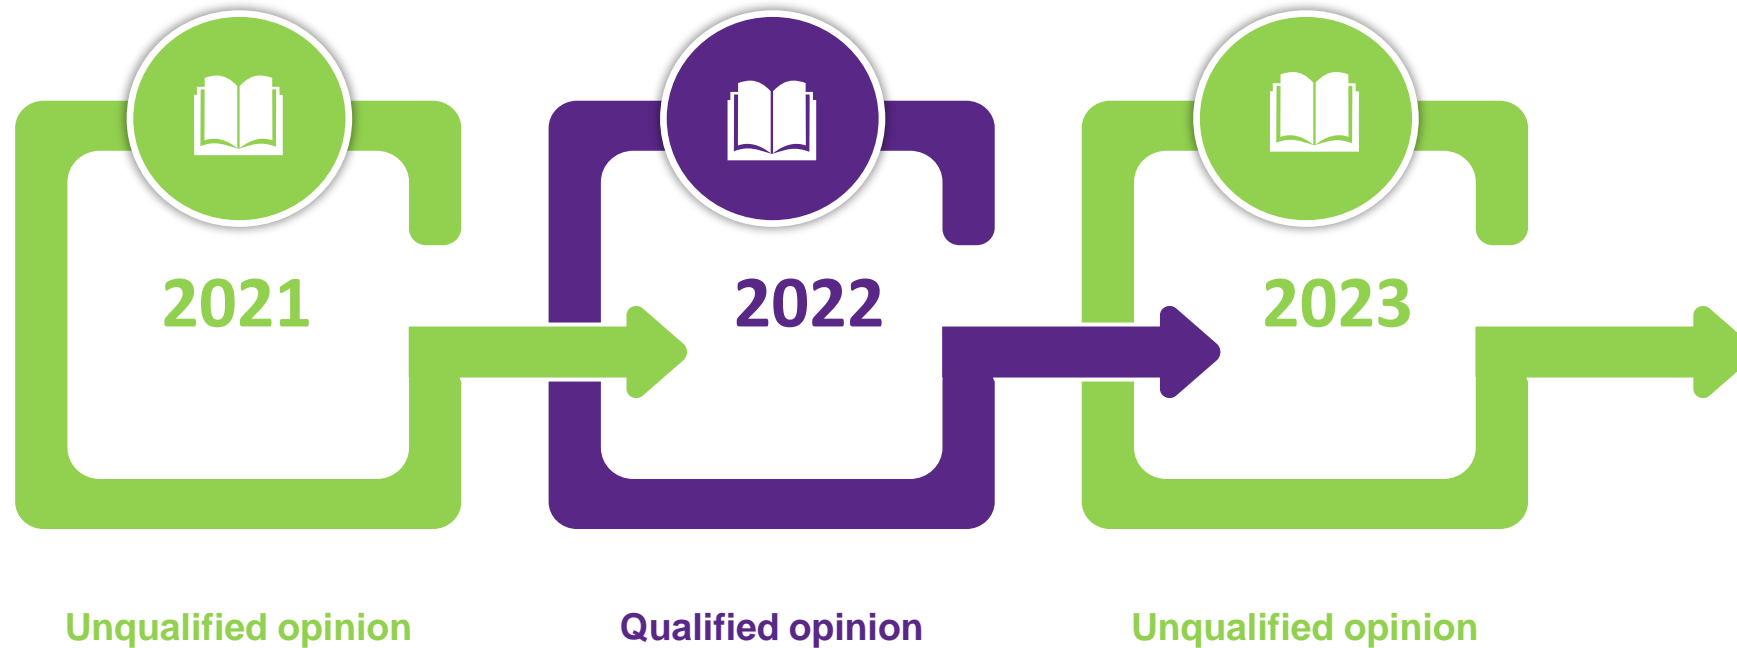 2021
2022
2023
Unqualified opinion
Qualified opinion
Unqualified opinion